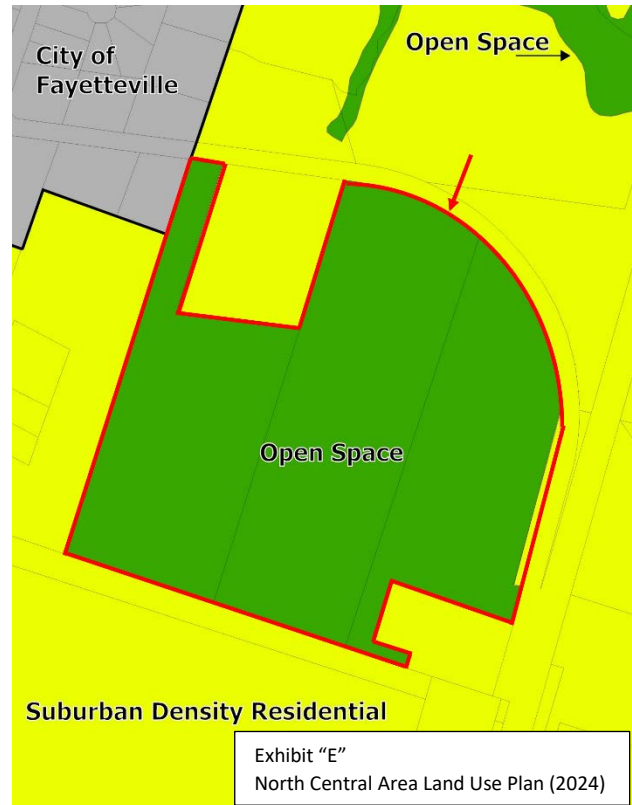 City of
Fayetteville
Open Space
Open Space
Suburban Density Residential
Exhibit “E”
North Central Area Land Use Plan (2024)